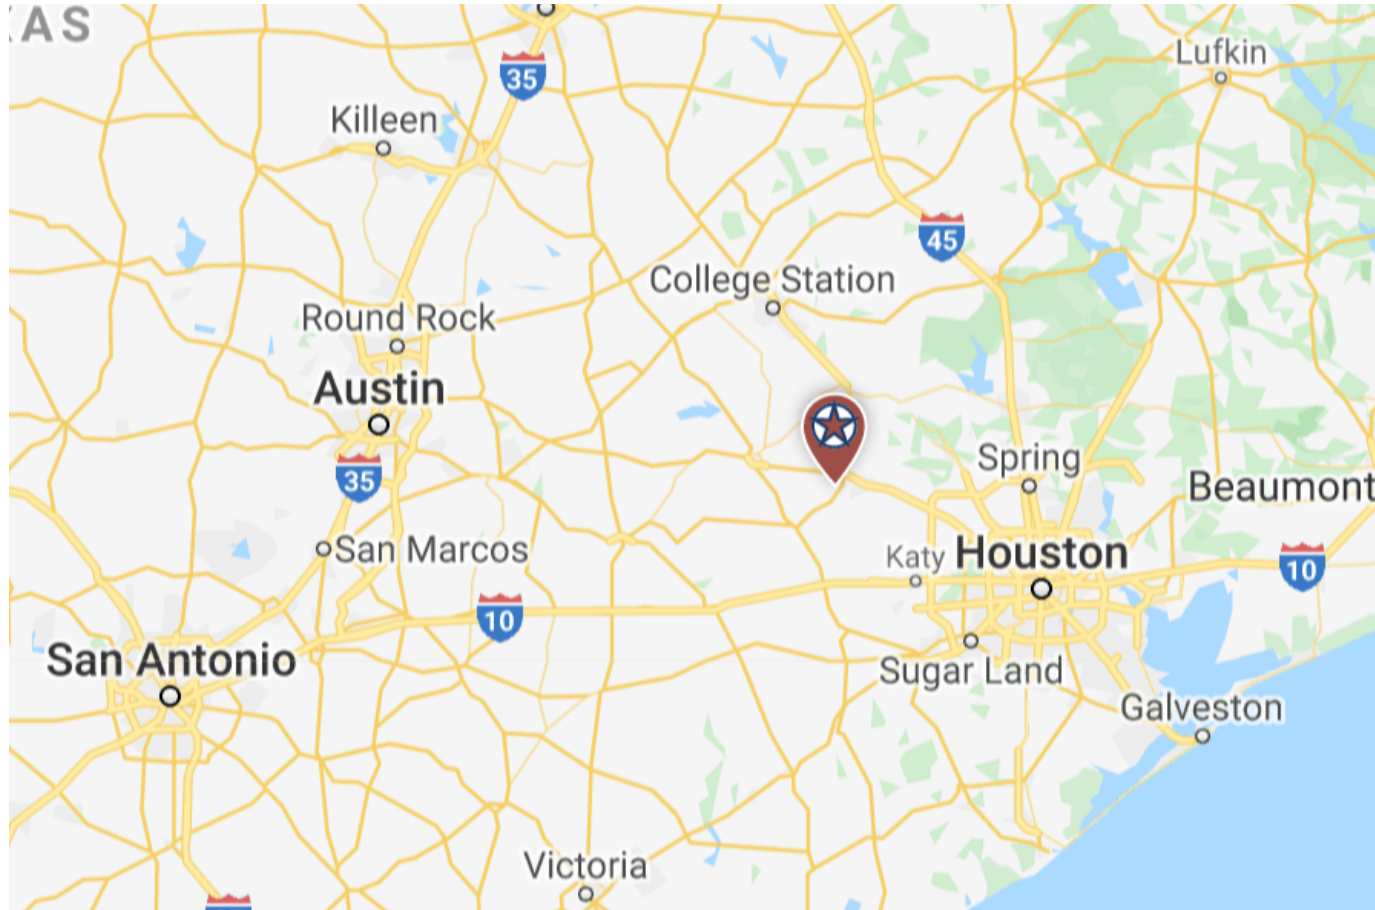 AS
Lufkin
35
Killeen
45
College Station
Round Rock
Austin
35
Spring
Beaumont
San Marcos
Katy
Houston
10
10
San Antonio
Sugar Land
Galveston
Victoria